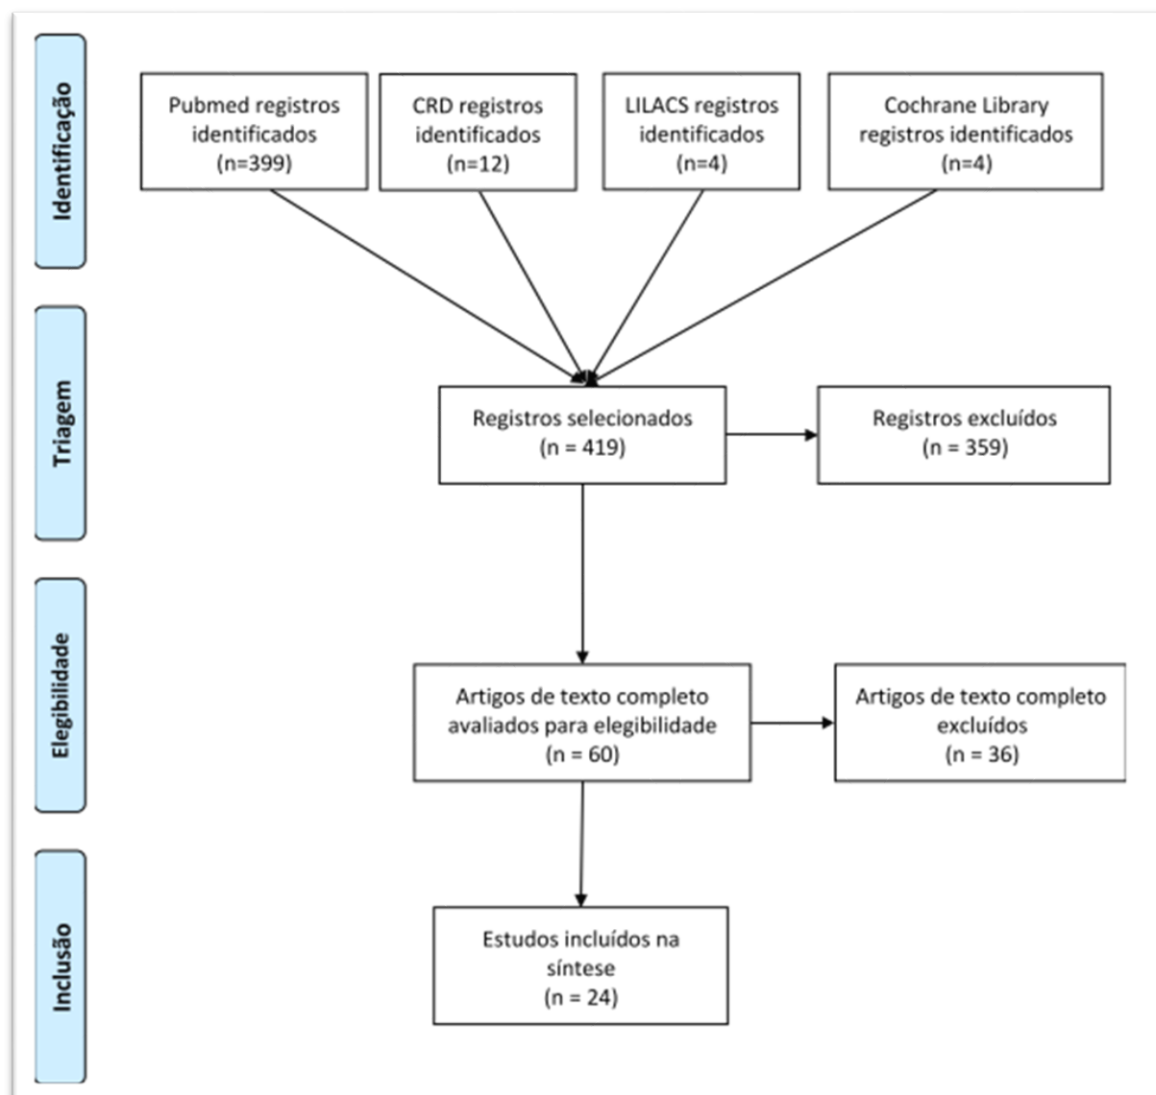 Identificação
Pubmed registros
identificados
(n=399)
CRD registros
identificados
(n=12)
LILACS registros
identificados
(n=4)
Cochrane Library
registros identificados
(n=4)
Triagem
Registros selecionados
(n = 419)
Registros excluídos
(n = 359)
Elegibilidade
Artigos de texto completo
avaliados para elegibilidade
(n = 60)
Artigos de texto completo
excluídos
(n = 36)
Inclusão
Estudos incluídos na
síntese
(n = 24)